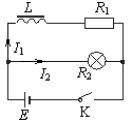 L R₁
I₁
I₂ R₂
E K